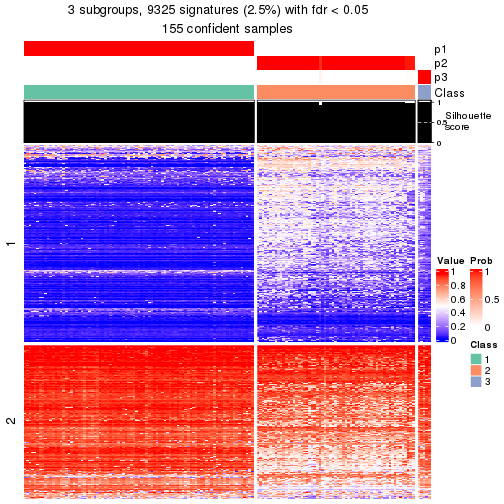 3 subgroups, 9325 signatures (2.5%) with fdr < 0.05
155 confident samples
p1
p2
p3
Class
1
0.5
0
Silhouette
score
1
2
Value
1
0.8
0.6
0.4
0.2
0
Prob
1
0.5
0
Class
1
2
3